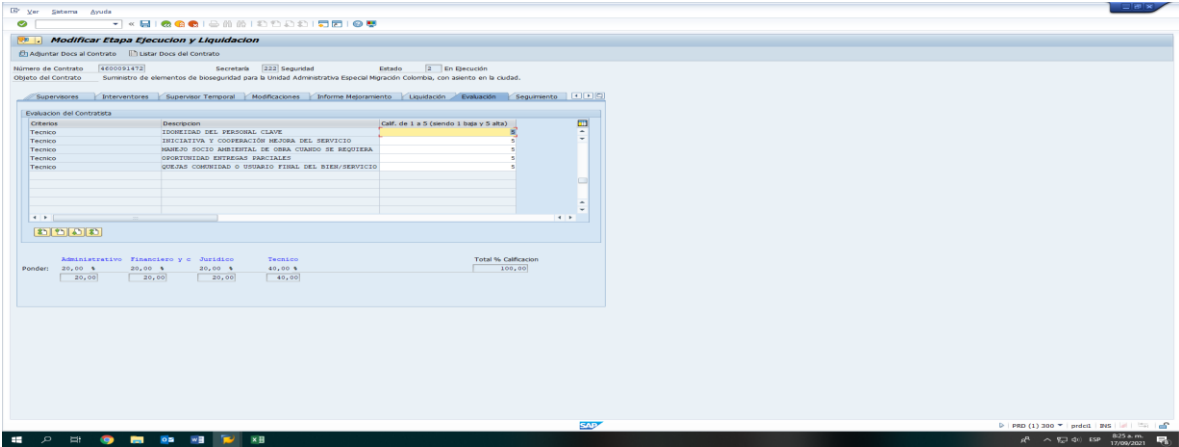 Ver Sistema Ayuda
Modificar Etapa Ejecucion y Liquidacion
Adjuntar Docs al Contrato Listar Docs del Contrato
Número de Contrato 4600091472 Secretaría 222 Seguridad Estado 2 En Ejecución
Objeto del Contrato Suministro de elementos de bioseguridad para la Unidad Administrativa Especial Migración Colombia, con asiento en la ciudad.
Supervisores Interventores Supervisor Temporal Modificaciones Informe Mejoramiento Liquidación Evaluación Seguimiento
Evaluacion del Contratista
Criterios Descripcion Calif. de 1 a 5 (siendo 1 baja y 5 alta)
Tecnico IDONEIDAD DEL PERSONAL CLAVE 5
Tecnico INICIATIVA Y COOPERACIÓN MEJORA DEL SERVICIO 5
Tecnico MANEJO SOCIO AMBIENTAL DE OBRA CUANDO SE REQUIERA 5
Tecnico OPORTUNIDAD ENTREGAS PARCIALES 5
Tecnico QUEJAS COMUNIDAD O USUARIO FINAL DEL BIEN/SERVICIO 5
Administrativo Financiero y c Juridico Tecnico Total % Calificacion
Ponder: 20,00 % 20,00 % 20,00 % 40,00 % 100,00
20,00 20,00 20,00 40,00
SAP
PRD (1) 300 prdci1 INS
ESP 8:25 a. m.
17/09/2021